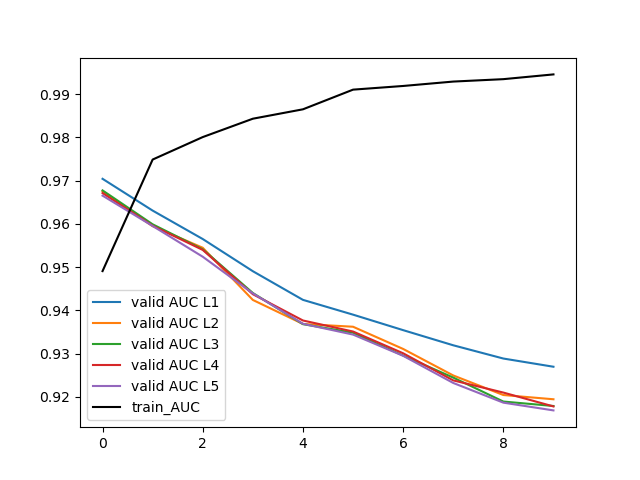 0.99
0.98
0.97
0.96
0.95
0.94
0.93
0.92
valid AUC L1
valid AUC L2
valid AUC L3
valid AUC L4
valid AUC L5
train_AUC
0 2 4 6 8